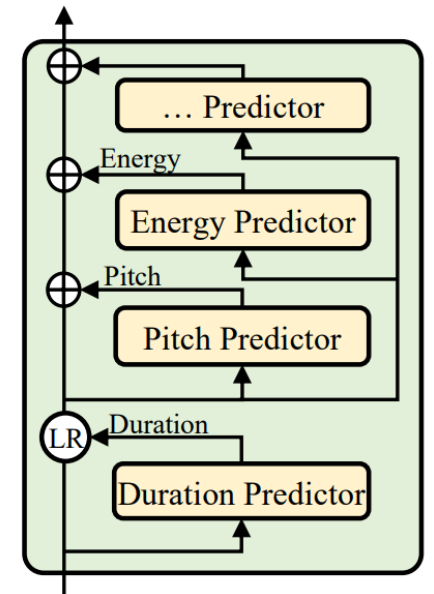 … Predictor
Energy
Energy Predictor
Pitch
Pitch Predictor
LR
Duration
Duration Predictor